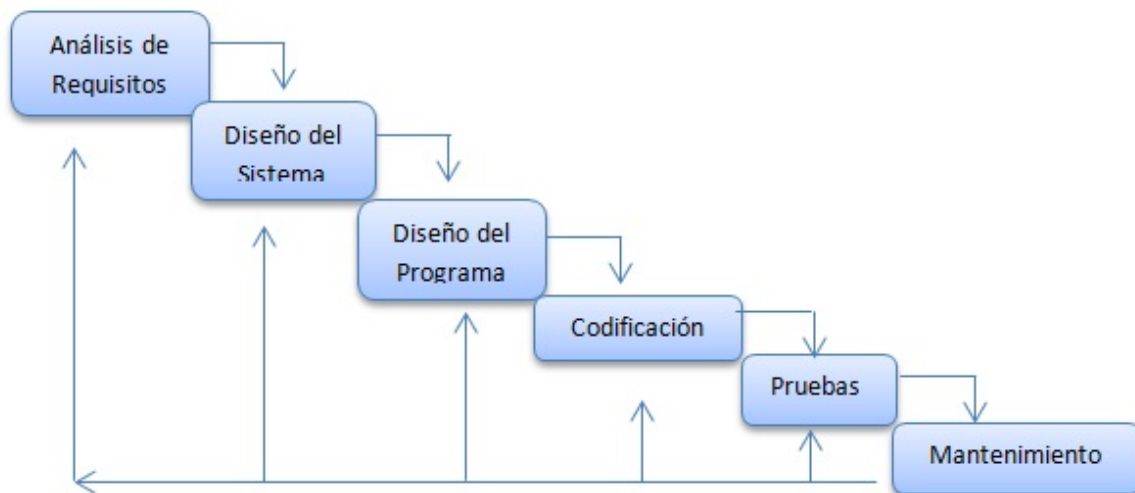 Análisis de
Requisitos
Diseño del
Sistema
Diseño del
Programa
Codificación
Pruebas
Mantenimiento